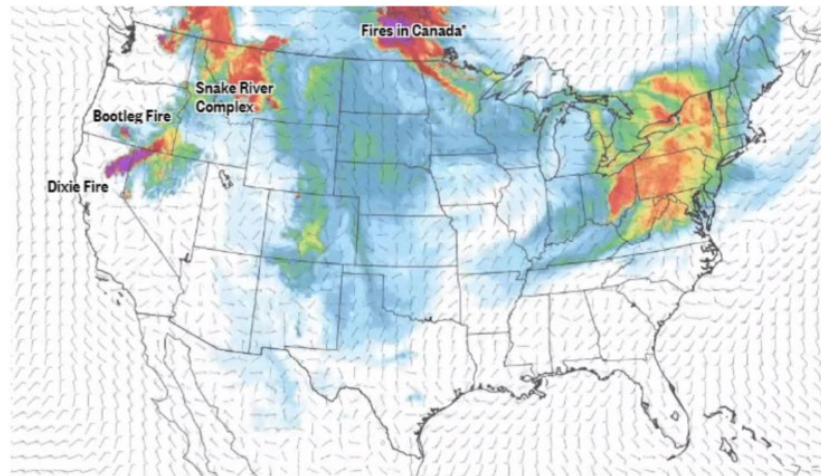 Fires in Canada*
Snake River
Complex
Bootleg Fire
Dixie Fire